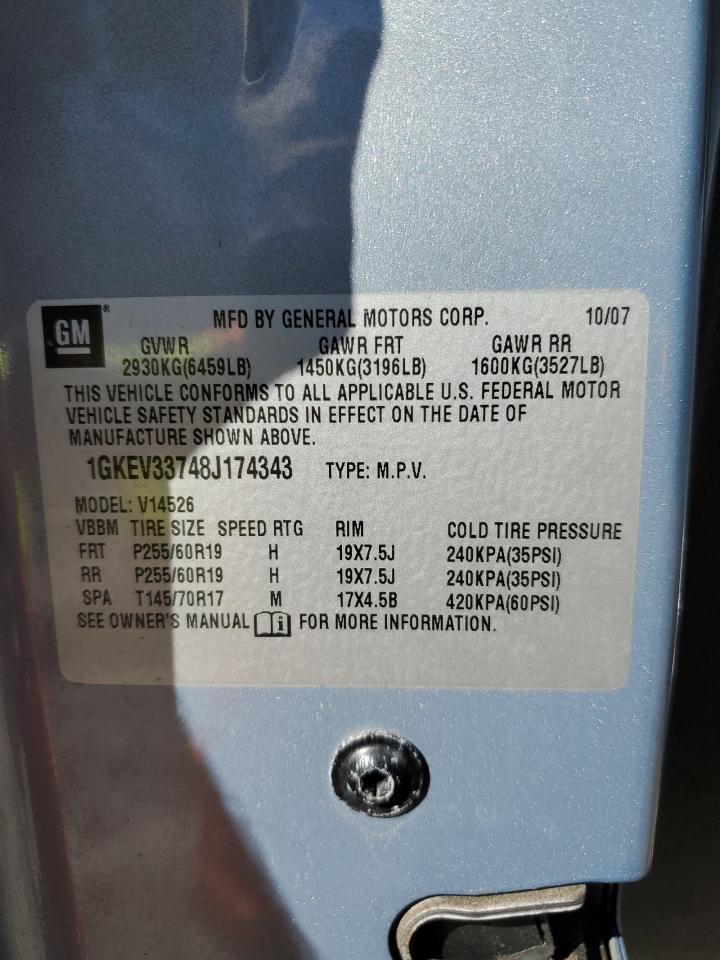 GM ® MFD BY GENERAL MOTORS CORP. 10/07
GVWR GAWR FRT GAWR RR
2930KG(6459LB) 1450KG(3196LB) 1600KG(3527LB)
THIS VEHICLE CONFORMS TO ALL APPLICABLE U.S. FEDERAL MOTOR
VEHICLE SAFETY STANDARDS IN EFFECT ON THE DATE OF
MANUFACTURE SHOWN ABOVE.
1GKEV33748J174343 TYPE: M.P.V.
MODEL: V14526
VBBM TIRE SIZE SPEED RTG RIM COLD TIRE PRESSURE
FRT P255/60R19 H 19X7.5J 240KPA(35PSI)
RR P255/60R19 H 19X7.5J 240KPA(35PSI)
SPA T145/70R17 M 17X4.5B 420KPA(60PSI)
SEE OWNER'S MANUAL i FOR MORE INFORMATION.